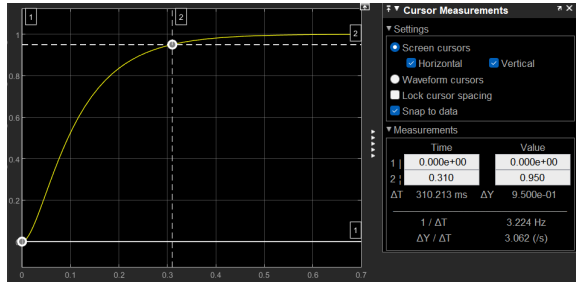 1
2
2
1
0.8
0.6
0.4
0.2
1
0
0.1
0.2
0.3
0.4
0.5
0.6
0.7
Cursor Measurements
Settings
Screen cursors
Horizontal
Vertical
Waveform cursors
Lock cursor spacing
Snap to data
Measurements
Time Value
1 0.000e+00 0.000e+00
2 0.310 0.950
ΔT 310.213 ms ΔY 9.500e-01
1 / ΔT 3.224 Hz
ΔY / ΔT 3.062 (/s)